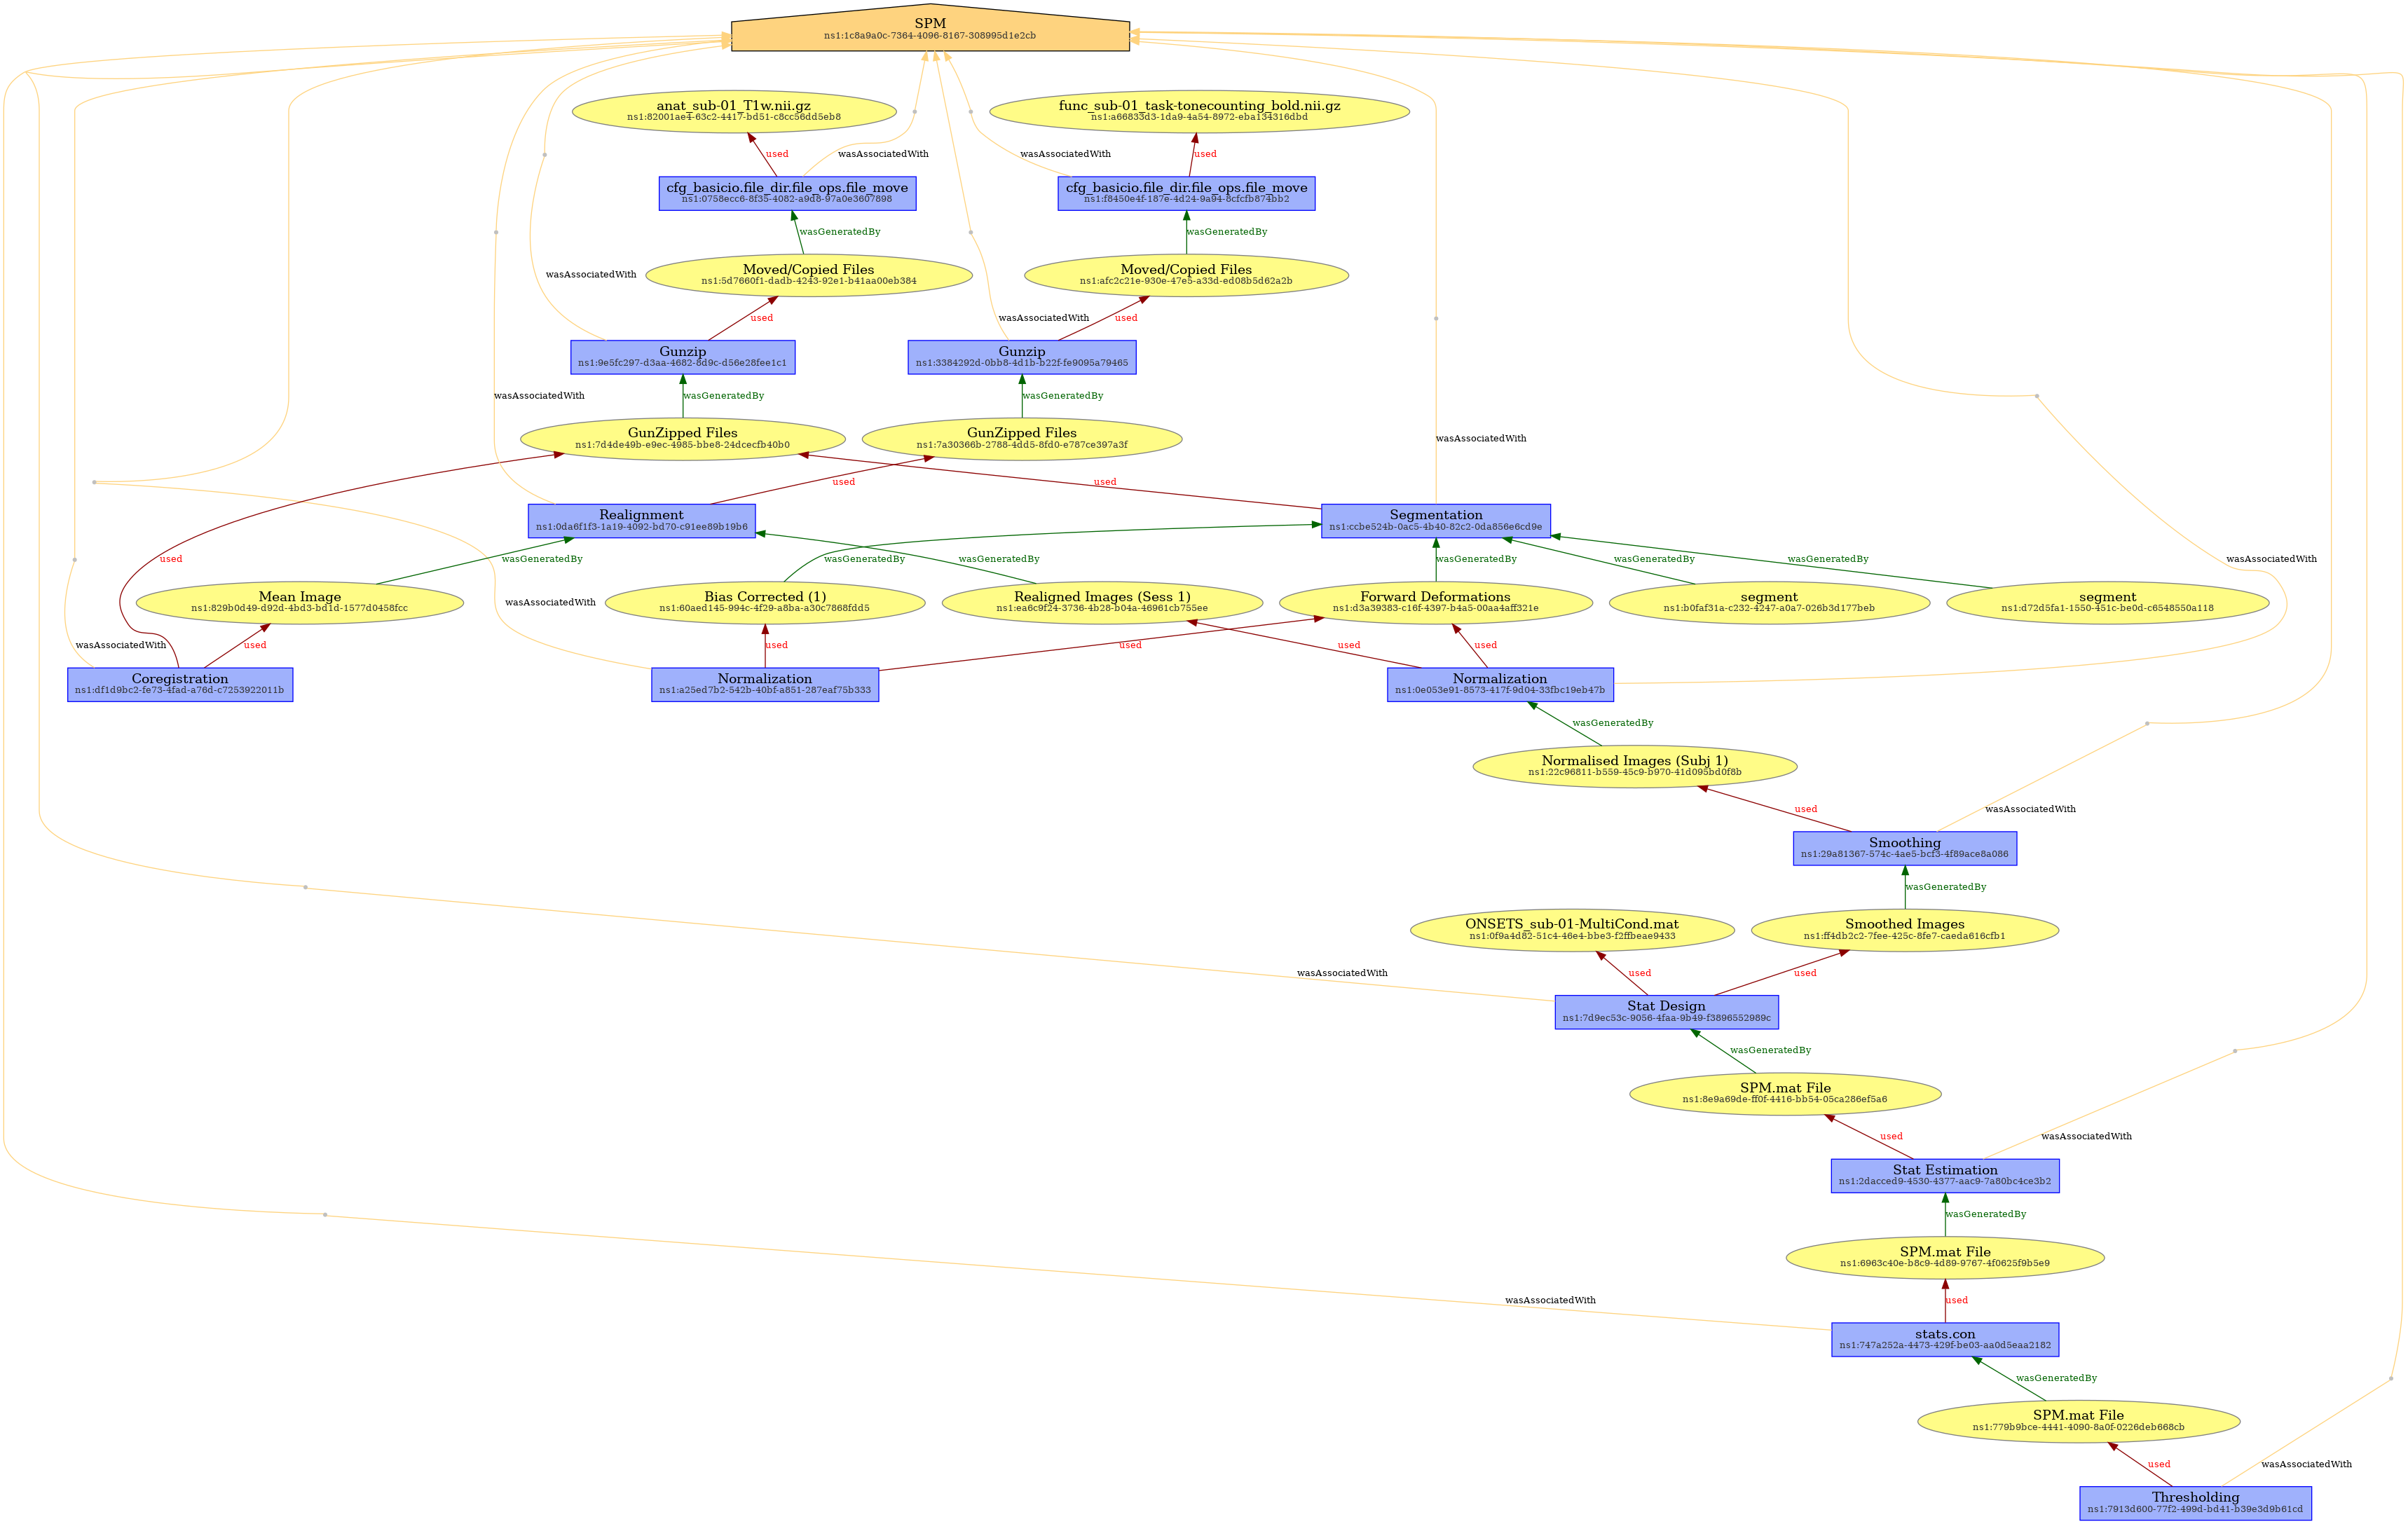 SPM
ns1:1c8a9a0c-7364-4096-8167-308995d1e2cb
anat_sub-01_T1w.nii.gz
ns1:82001ae4-63c2-4417-bd51-c8cc56dd5eb8
func_sub-01_task-tonecounting_bold.nii.gz
ns1:a66833d3-1da9-4a54-8972-eba134316dbd
used
wasAssociatedWith
wasAssociatedWith
used
cfg_basicio.file_dir.file_ops.file_move
ns1:0758ecc6-8f35-4082-a9d8-97a0e3607898
cfg_basicio.file_dir.file_ops.file_move
ns1:f8450e4f-187e-4d24-9a94-8cfcfb874bb2
wasGeneratedBy
wasGeneratedBy
wasAssociatedWith
Moved/Copied Files
ns1:5d7660f1-dadb-4243-92e1-b41aa00eb384
Moved/Copied Files
ns1:afc2c21e-930e-47e5-a33d-ed08b5d62a2b
used
wasAssociatedWith
used
Gunzip
ns1:9e5fc297-d3aa-4682-8d9c-d56e28fee1c1
Gunzip
ns1:3384292d-0bb8-4d1b-b22f-fe9095a79465
wasAssociatedWith
wasGeneratedBy
wasGeneratedBy
GunZipped Files
ns1:7d4de49b-e9ec-4985-bbe8-24dcecfb40b0
GunZipped Files
ns1:7a30366b-2788-4dd5-8fd0-e787ce397a3f
wasAssociatedWith
used
used
Realignment
ns1:0da6f1f3-1a19-4092-bd70-c91ee89b19b6
Segmentation
ns1:ccbe524b-0ac5-4b40-82c2-0da856e6cd9e
used
wasGeneratedBy
wasGeneratedBy
wasGeneratedBy
wasGeneratedBy
wasGeneratedBy
wasGeneratedBy
wasAssociatedWith
Mean Image
ns1:829b0d49-d92d-4bd3-bd1d-1577d0458fcc
wasAssociatedWith
Bias Corrected (1)
ns1:60aed145-994c-4f29-a8ba-a30c7868fdd5
Realigned Images (Sess 1)
ns1:ea6c9f24-3736-4b28-b04a-46961cb755ee
Forward Deformations
ns1:d3a39383-c16f-4397-b4a5-00aa4aff321e
segment
ns1:b0faf31a-c232-4247-a0a7-026b3d177beb
segment
ns1:d72d5fa1-1550-451c-be0d-c6548550a118
wasAssociatedWith
used
used
used
used
used
Coregistration
ns1:df1d9bc2-fe73-4fad-a76d-c7253922011b
Normalization
ns1:a25ed7b2-542b-40bf-a851-287eaf75b333
Normalization
ns1:0e053e91-8573-417f-9d04-33fbc19eb47b
wasGeneratedBy
Normalised Images (Subj 1)
ns1:22c96811-b559-45c9-b970-41d095bd0f8b
used
wasAssociatedWith
Smoothing
ns1:29a81367-574c-4ae5-bcf3-4f89ace8a086
wasGeneratedBy
ONSETS_sub-01-MultiCond.mat
ns1:0f9a4d82-51c4-46e4-bbe3-f2ffbeae9433
Smoothed Images
ns1:ff4db2c2-7fee-425c-8fe7-caeda616cfb1
wasAssociatedWith
used
used
Stat Design
ns1:7d9ec53c-9056-4faa-9b49-f3896552989c
wasGeneratedBy
SPM.mat File
ns1:8e9a69de-ff0f-4416-bb54-05ca286ef5a6
used
wasAssociatedWith
Stat Estimation
ns1:2dacced9-4530-4377-aac9-7a80bc4ce3b2
wasGeneratedBy
SPM.mat File
ns1:6963c40e-b8c9-4d89-9767-4f0625f9b5e9
wasAssociatedWith
used
stats.con
ns1:747a252a-4473-429f-be03-aa0d5eaa2182
wasGeneratedBy
SPM.mat File
ns1:779b9bce-4441-4090-8a0f-0226deb668cb
used
wasAssociatedWith
Thresholding
ns1:7913d600-77f2-499d-bd41-b39e3d9b61cd